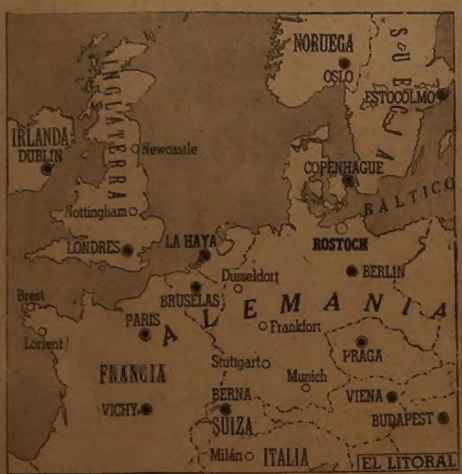 NORUEGA
OSLO
SUECIA
ESTOCOLMO
INGLATERRA
IRLANDA
DUBLIN
Newcastle
COPENHAGUE
BÁLTICO
Nottingham
LONDRES
LA HAYA
ROSTOCK
Dusseldort
BERLIN
Brest
BRUSELAS
ALEMANIA
PARIS
Frankfort
Lorient
PRAGA
Stuttgart
FRANCIA
Munich
VICHY
BERNA
VIENA
SUIZA
BUDAPEST
Milán
ITALIA
EL LITORAL